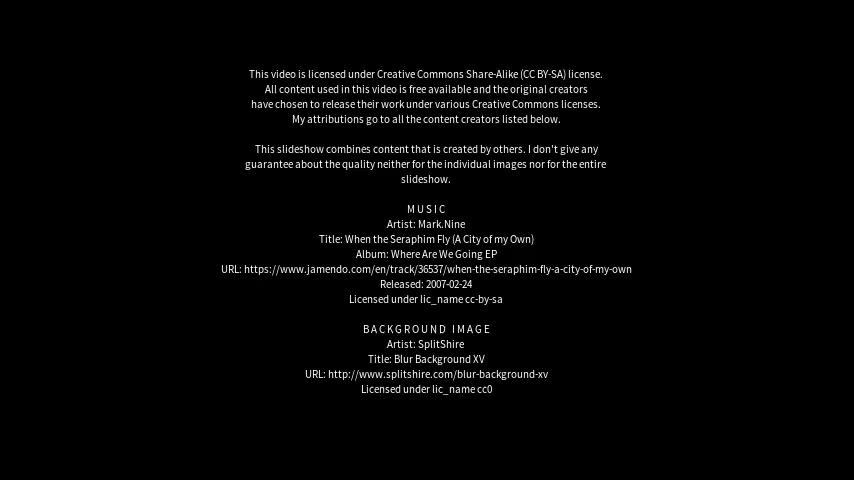 This video is licensed under Creative Commons Share-Alike (CC BY-SA) license.
All content used in this video is free available and the original creators
have chosen to release their work under various Creative Commons licenses.
My attributions go to all the content creators listed below.
This slideshow combines content that is created by others. I don't give any
guarantee about the quality neither for the individual images nor for the entire
slideshow.
MUSIC
Artist: Mark.Nine
Title: When the Seraphim Fly (A City of my Own)
Album: Where Are We Going EP
URL: https://www.jamendo.com/en/track/36537/when-the-seraphim-fly-a-city-of-my-own
Released: 2007-02-24
Licensed under lic_name cc-by-sa
BACKGROUND IMAGE
Artist: SplitShire
Title: Blur Background XV
URL: http://www.splitshire.com/blur-background-xv
Licensed under lic_name cc0